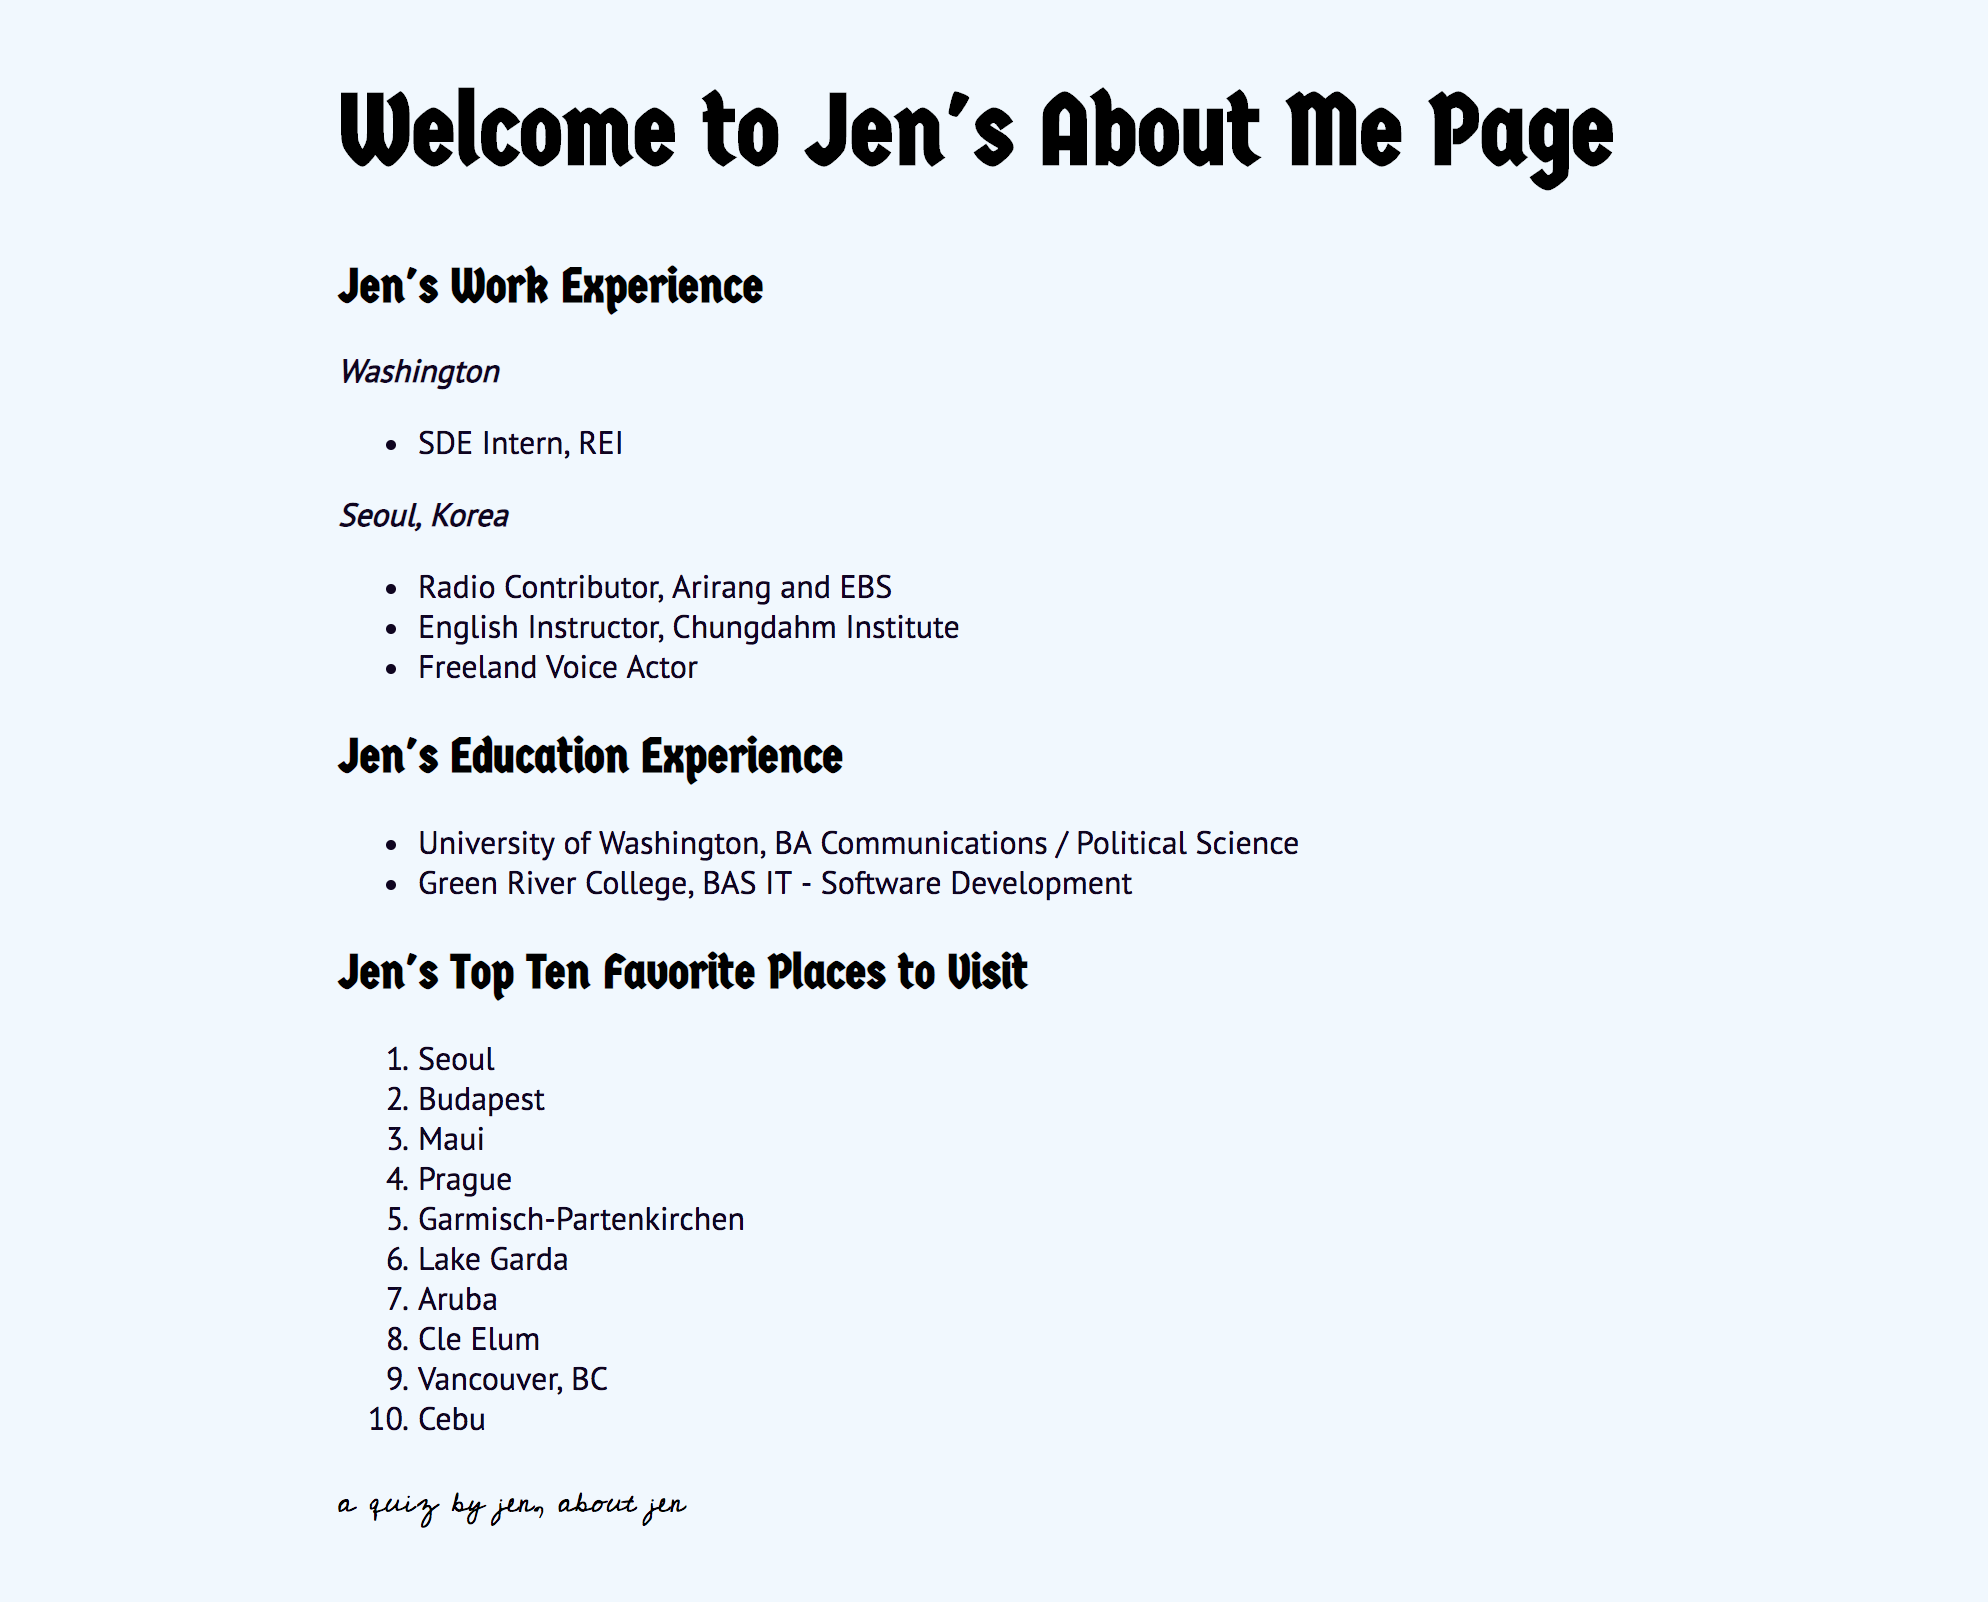 Welcome to Jen's About Me Page
Jen's Work Experience
Washington
• SDE Intern, REI
Seoul, Korea
• Radio Contributor, Arirang and EBS
• English Instructor, Chungdahm Institute
• Freeland Voice Actor
Jen's Education Experience
• University of Washington, BA Communications / Political Science
• Green River College, BAS IT - Software Development
Jen's Top Ten Favorite Places to Visit
1. Seoul
2. Budapest
3. Maui
4. Prague
5. Garmisch-Partenkirchen
6. Lake Garda
7. Aruba
8. Cle Elum
9. Vancouver, BC
10. Cebu
a quiz by jen, about jen